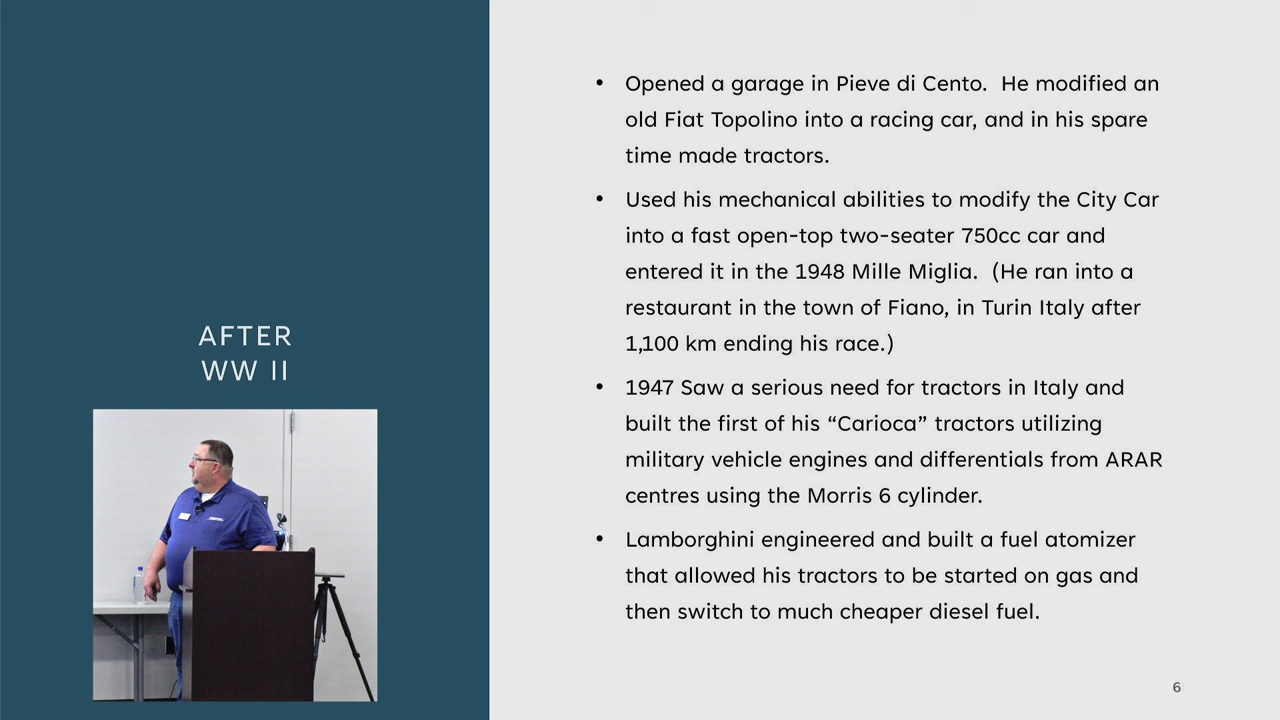 AFTER
WW II
• Opened a garage in Pieve di Cento.  He modified an
old Fiat Topolino into a racing car, and in his spare
time made tractors.
• Used his mechanical abilities to modify the City Car
into a fast open-top two-seater 750cc car and
entered it in the 1948 Mille Miglia.  (He ran into a
restaurant in the town of Fiano, in Turin Italy after
1,100 km ending his race.)
• 1947 Saw a serious need for tractors in Italy and
built the first of his “Carioca” tractors utilizing
military vehicle engines and differentials from ARAR
centres using the Morris 6 cylinder.
• Lamborghini engineered and built a fuel atomizer
that allowed his tractors to be started on gas and
then switch to much cheaper diesel fuel.
6